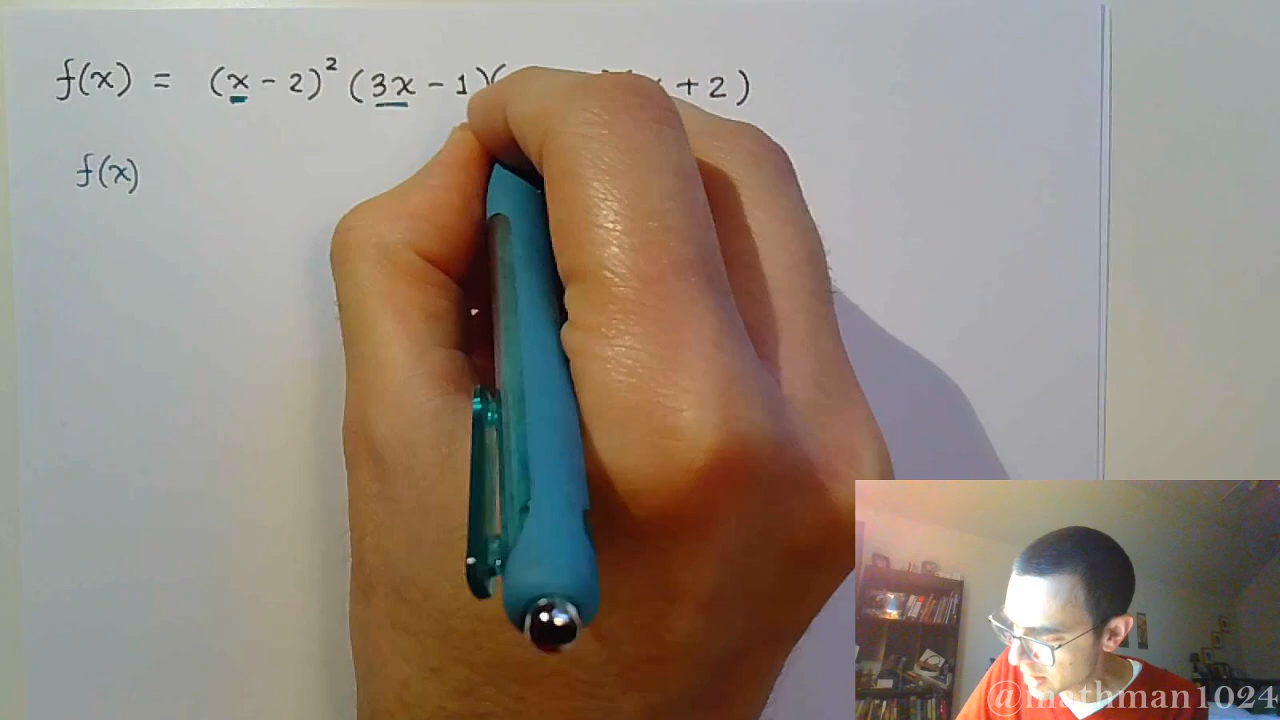 f(x) = (x - 2)² (3x - 1)( + 2)
f(x)
@mathman1024